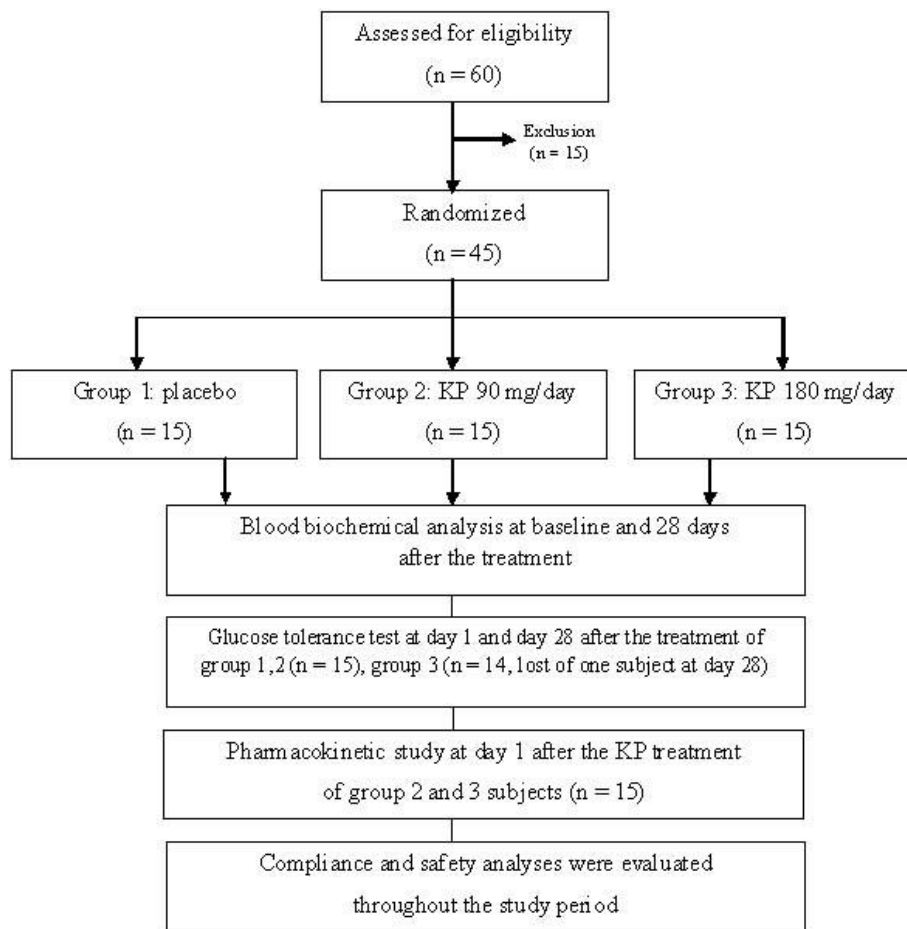 Assessed for eligibility
(n = 60)
Exclusion
(n = 15)
Randomized
(n = 45)
Group 1: placebo
(n = 15)
Group 2: KP 90 mg/day
(n = 15)
Group 3: KP 180 mg/day
(n = 15)
Blood biochemical analysis at baseline and 28 days
after the treatment
Glucose tolerance test at day 1 and day 28 after the treatment of
group 1,2 (n = 15), group 3 (n = 14, lost of one subject at day 28)
Pharmacokinetic study at day 1 after the KP treatment
of group 2 and 3 subjects (n = 15)
Compliance and safety analyses were evaluated
throughout the study period